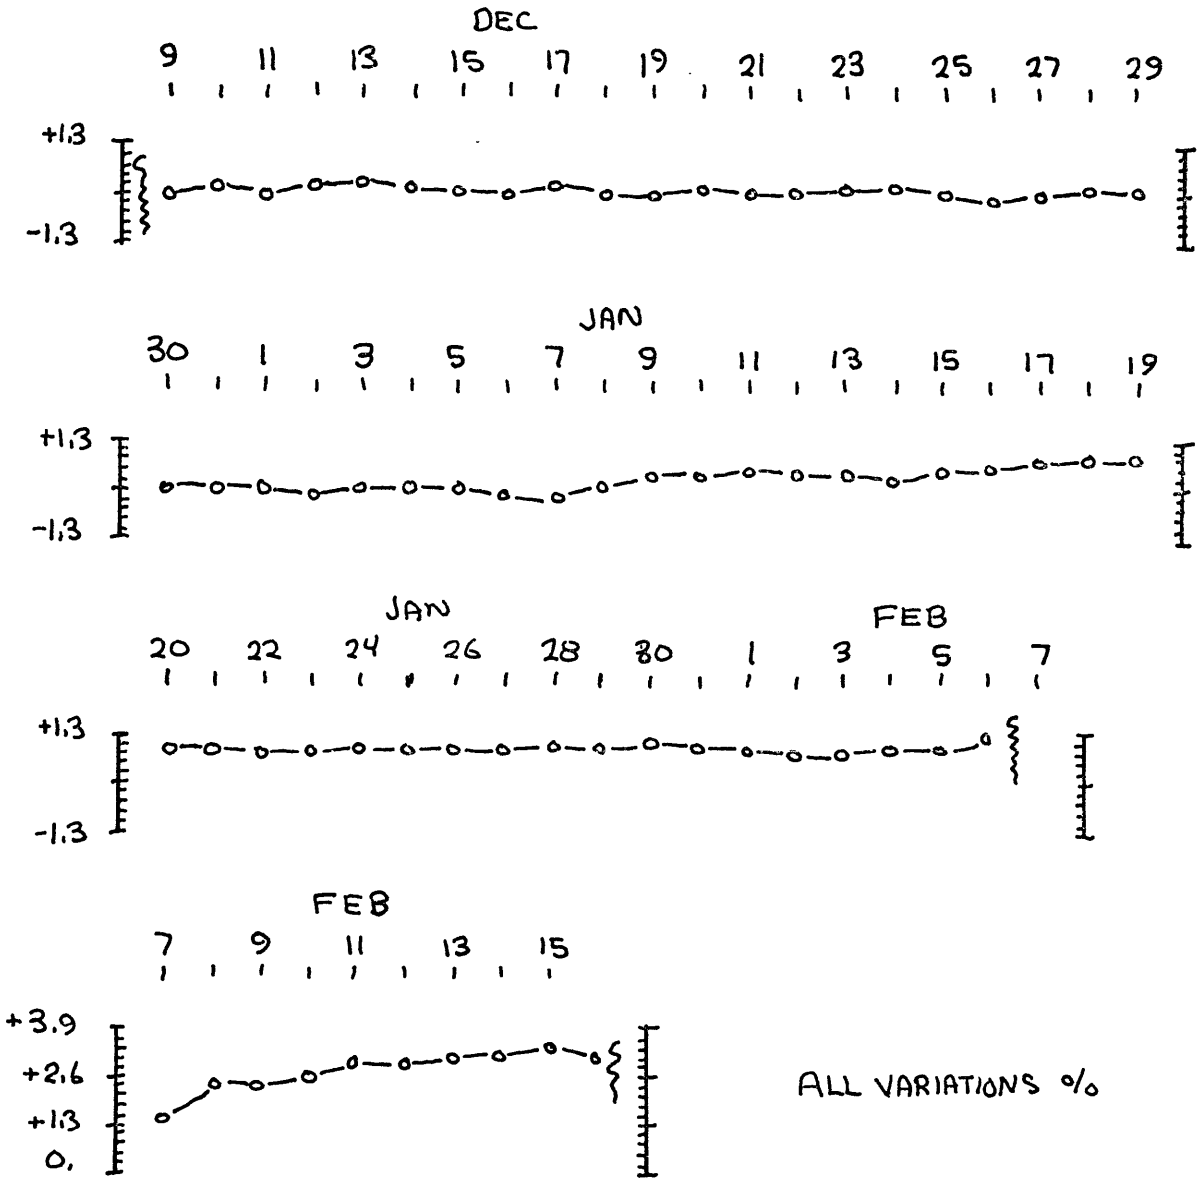 DEC
9 11 13 15 17 19 21 23 25 27 29
+1.3
-1.3
JAN
30 1 3 5 7 9 11 13 15 17 19
+1.3
-1.3
JAN FEB
20 22 24 26 28 30 1 3 5 7
+1.3
-1.3
FEB
7 9 11 13 15
+3.9
+2.6
+1.3
0.
ALL VARIATIONS %